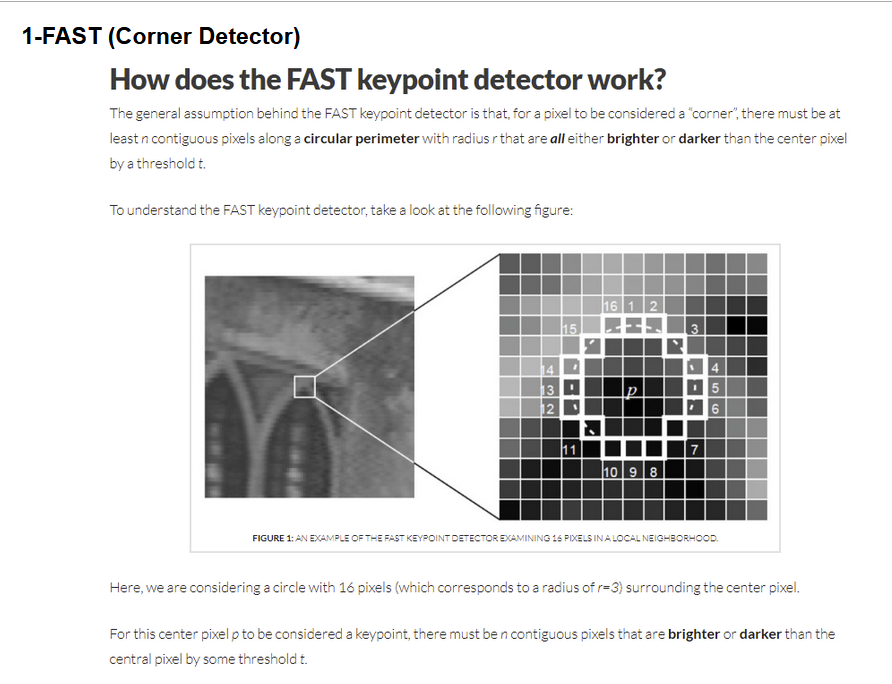 1-FAST (Corner Detector)
How does the FAST keypoint detector work?
The general assumption behind the FAST keypoint detector is that, for a pixel to be considered a “corner”, there must be at
least n contiguous pixels along a circular perimeter with radius r that are all either brighter or darker than the center pixel
by a threshold t.
To understand the FAST keypoint detector, take a look at the following figure:
16 1 2
15 3
14 4
13 p 5
12 6
11 7
10 9 8
FIGURE 1: AN EXAMPLE OF THE FAST KEYPOINT DETECTOR EXAMINING 16 PIXELS IN A LOCAL NEIGHBORHOOD.
Here, we are considering a circle with 16 pixels (which corresponds to a radius of r=3) surrounding the center pixel.
For this center pixel p to be considered a keypoint, there must be n contiguous pixels that are brighter or darker than the
central pixel by some threshold t.